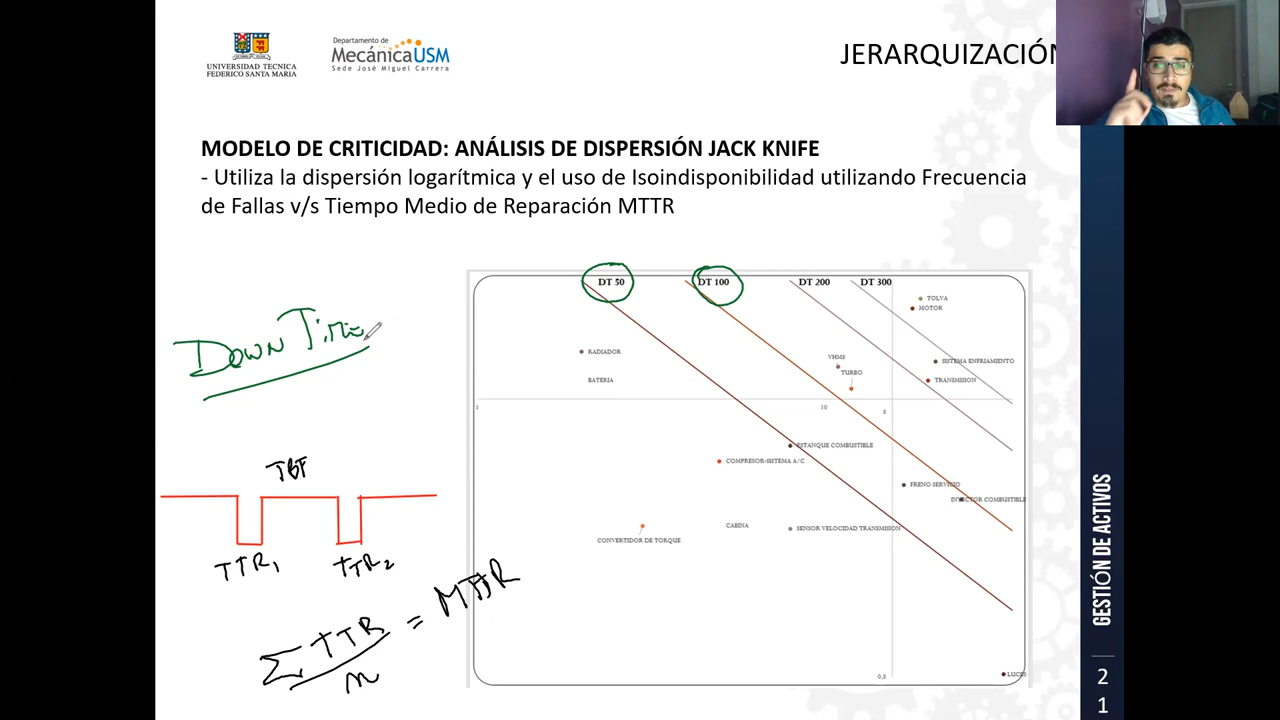 UNIVERSIDAD TECNICA
FEDERICO SANTA MARIA
Departamento de
MecánicaUSM
Sede José Miguel Carrera
JERARQUIZACIÓN
MODELO DE CRITICIDAD: ANÁLISIS DE DISPERSIÓN JACK KNIFE
- Utiliza la dispersión logarítmica y el uso de Isoindisponibilidad utilizando Frecuencia
de Fallas v/s Tiempo Medio de Reparación MTTR
DT 50
DT 100
DT 200
DT 300
TOLVA
MOTOR
RADIADOR
VHMS
SISTEMA ENFRIAMIENTO
TURBO
BATERIA
TRANSMISION
1
10
8
ESTANQUE COMBUSTIBLE
COMPRESOR-SISTEMA A/C
FRENO SERVICIO
INYECTOR COMBUSTIBLE
CABINA
SENSOR VELOCIDAD TRANSMISION
CONVERTIDOR DE TORQUE
0,8
LUCES
DOWN TIME
TBF
TTR1
TTR2
∑ TTR / n = MTTR
GESTIÓN DE ACTIVOS
2
1